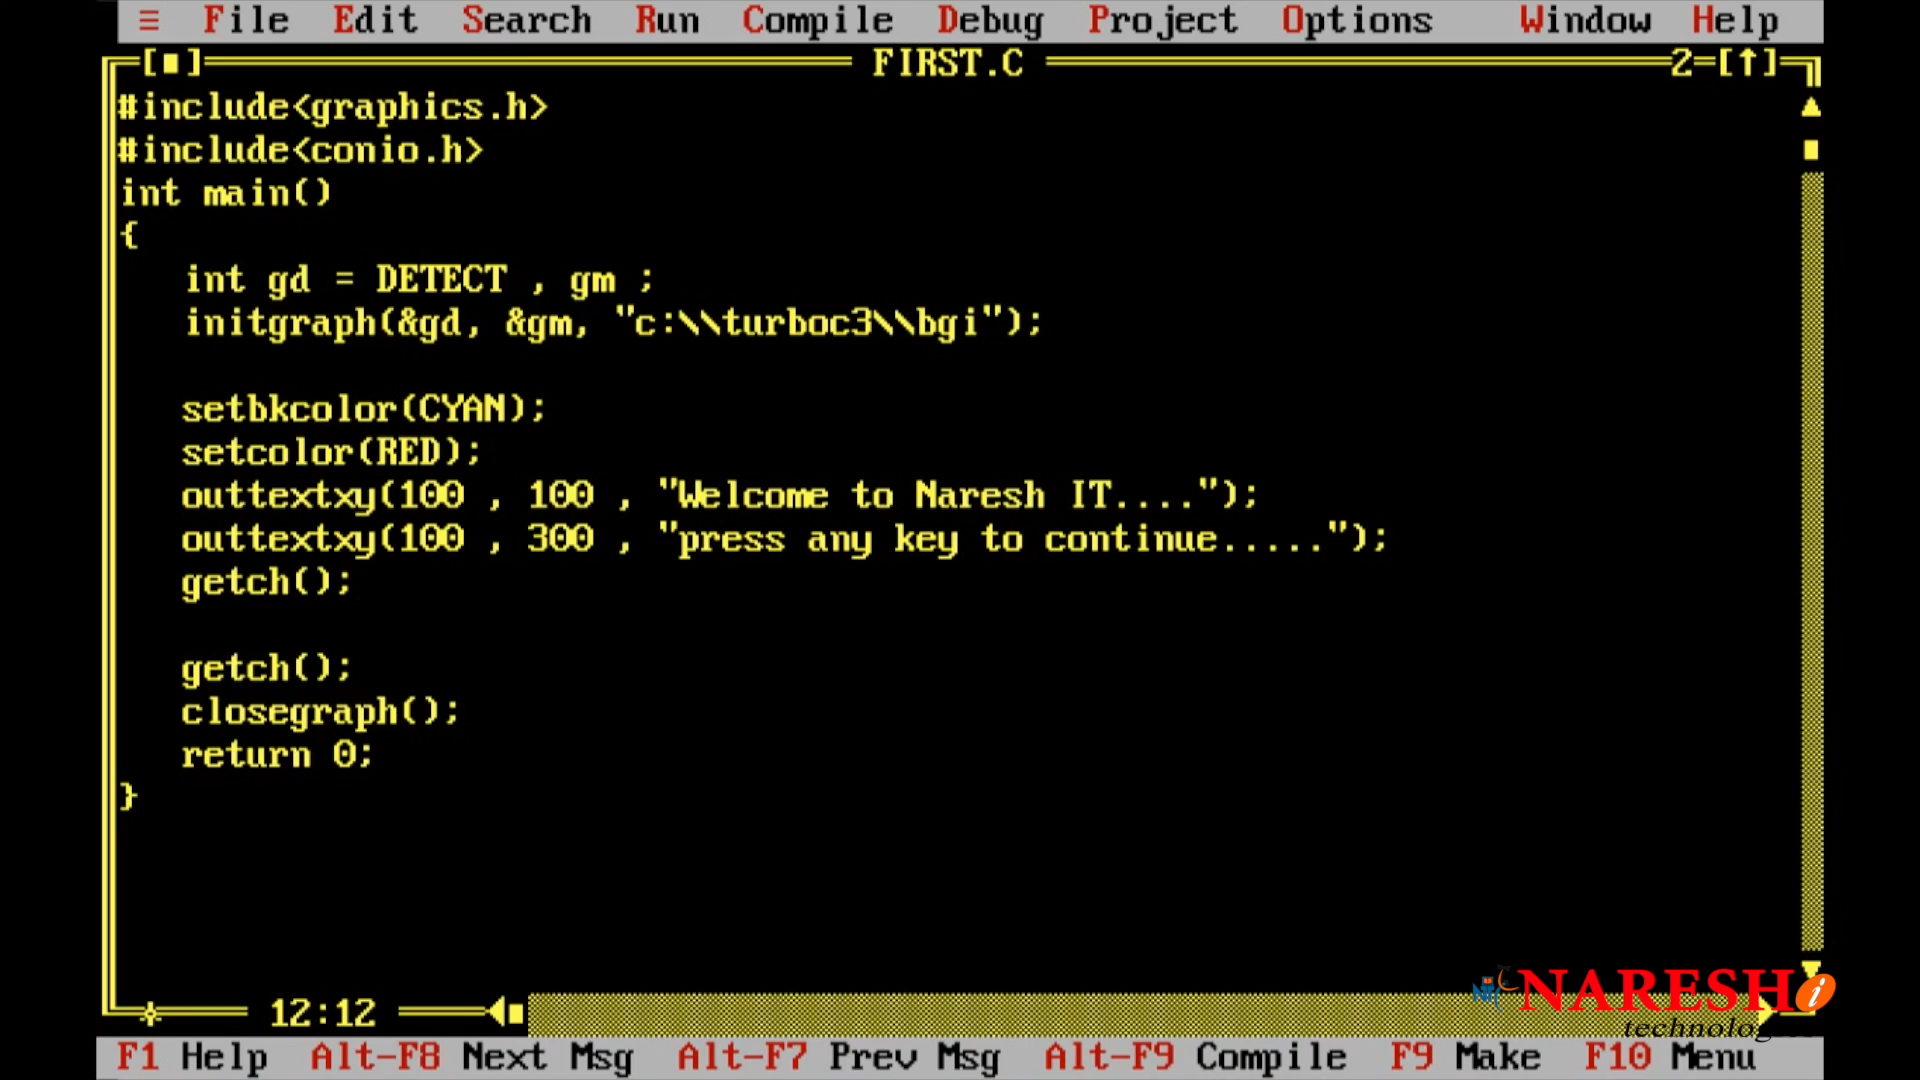 ≡ File Edit Search Run Compile Debug Project Options Window Help
[■] FIRST.C 2=[↑]
#include<graphics.h>
#include<conio.h>
int main()
{
int gd = DETECT , gm ;
initgraph(&gd, &gm, "c:\\turboc3\\bgi");
setbkcolor(CYAN);
setcolor(RED);
outtextxy(100 , 100 , "Welcome to Naresh IT....");
outtextxy(100 , 300 , "press any key to continue.....");
getch();
getch();
closegraph();
return 0;
}
12:12
NARESH i
F1 Help Alt-F8 Next Msg Alt-F7 Prev Msg Alt-F9 Compile F9 Make F10 Menu